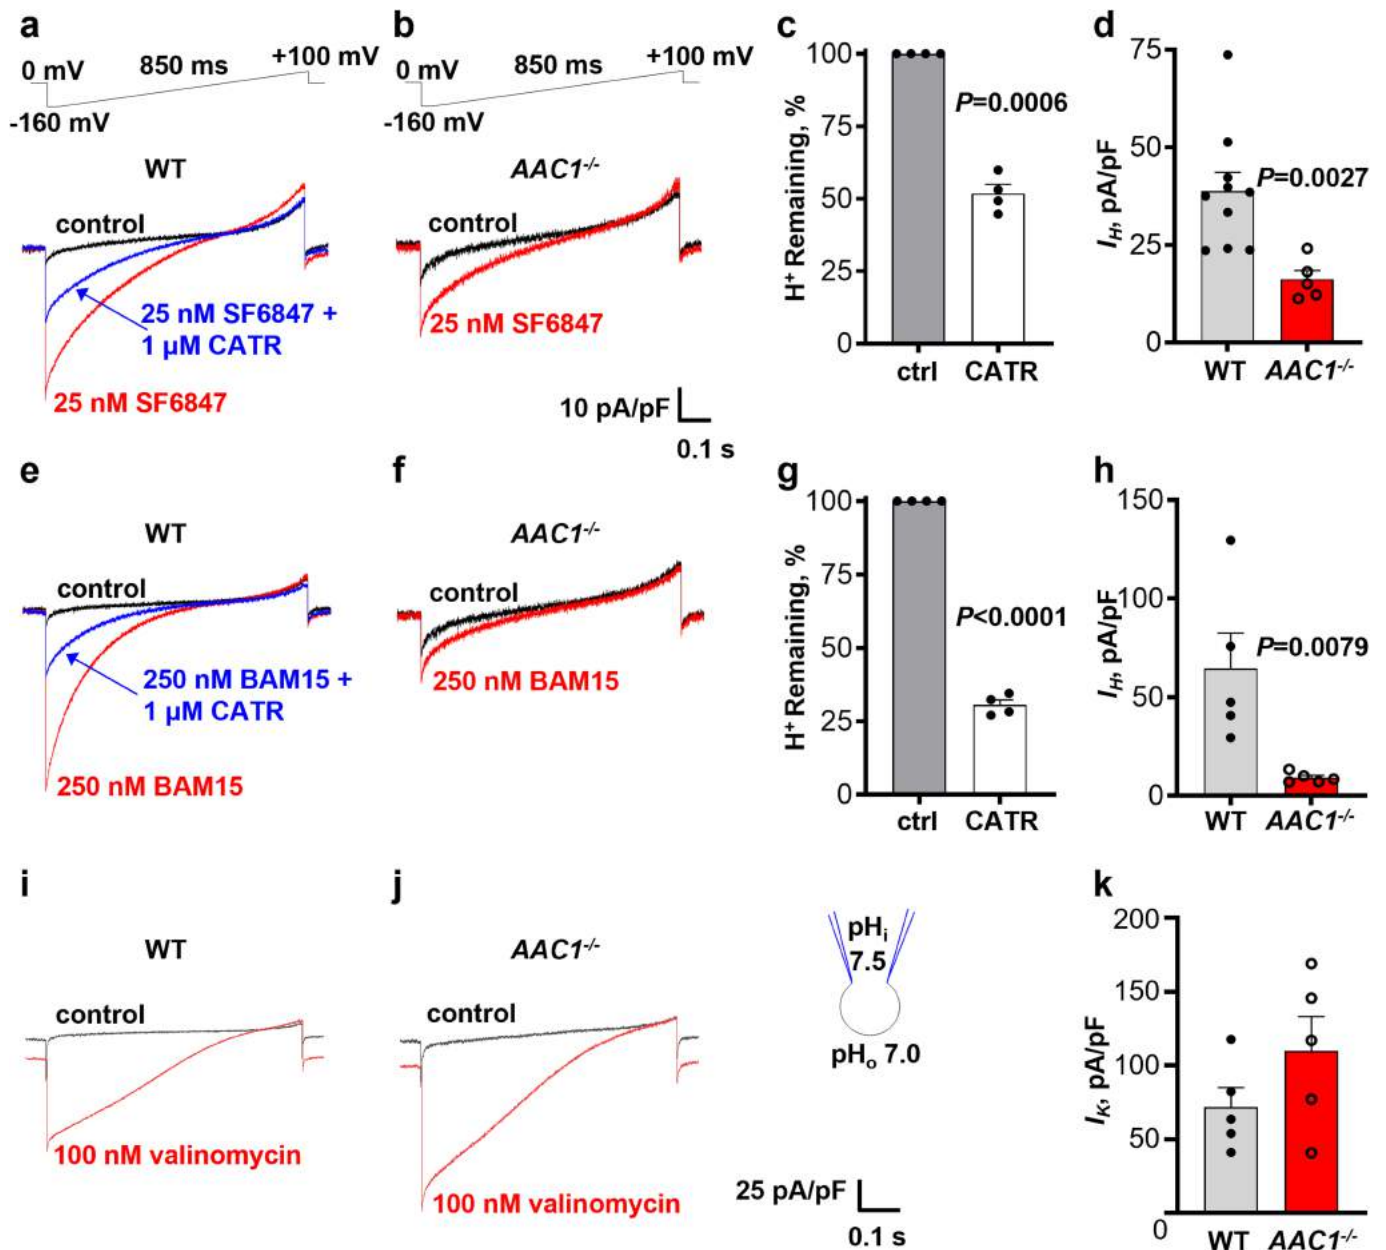 a
0 mV
850 ms
+100 mV
-160 mV
WT
control
25 nM SF6847 +
1 µM CATR
25 nM SF6847
b
0 mV
850 ms
+100 mV
-160 mV
AAC1-/-
control
25 nM SF6847
10 pA/pF
0.1 s
c
H+ Remaining, %
100
75
50
25
0
P=0.0006
ctrl
CATR
d
IH, pA/pF
75
50
25
0
P=0.0027
WT
AAC1-/-
e
WT
control
250 nM BAM15 +
1 µM CATR
250 nM BAM15
f
AAC1-/-
control
250 nM BAM15
g
H+ Remaining, %
100
75
50
25
0
P<0.0001
ctrl
CATR
h
IH, pA/pF
150
100
50
0
P=0.0079
WT
AAC1-/-
i
WT
control
100 nM valinomycin
j
AAC1-/-
control
100 nM valinomycin
pHi
7.5
pHo 7.0
25 pA/pF
0.1 s
k
IK, pA/pF
200
150
100
50
0
WT
AAC1-/-